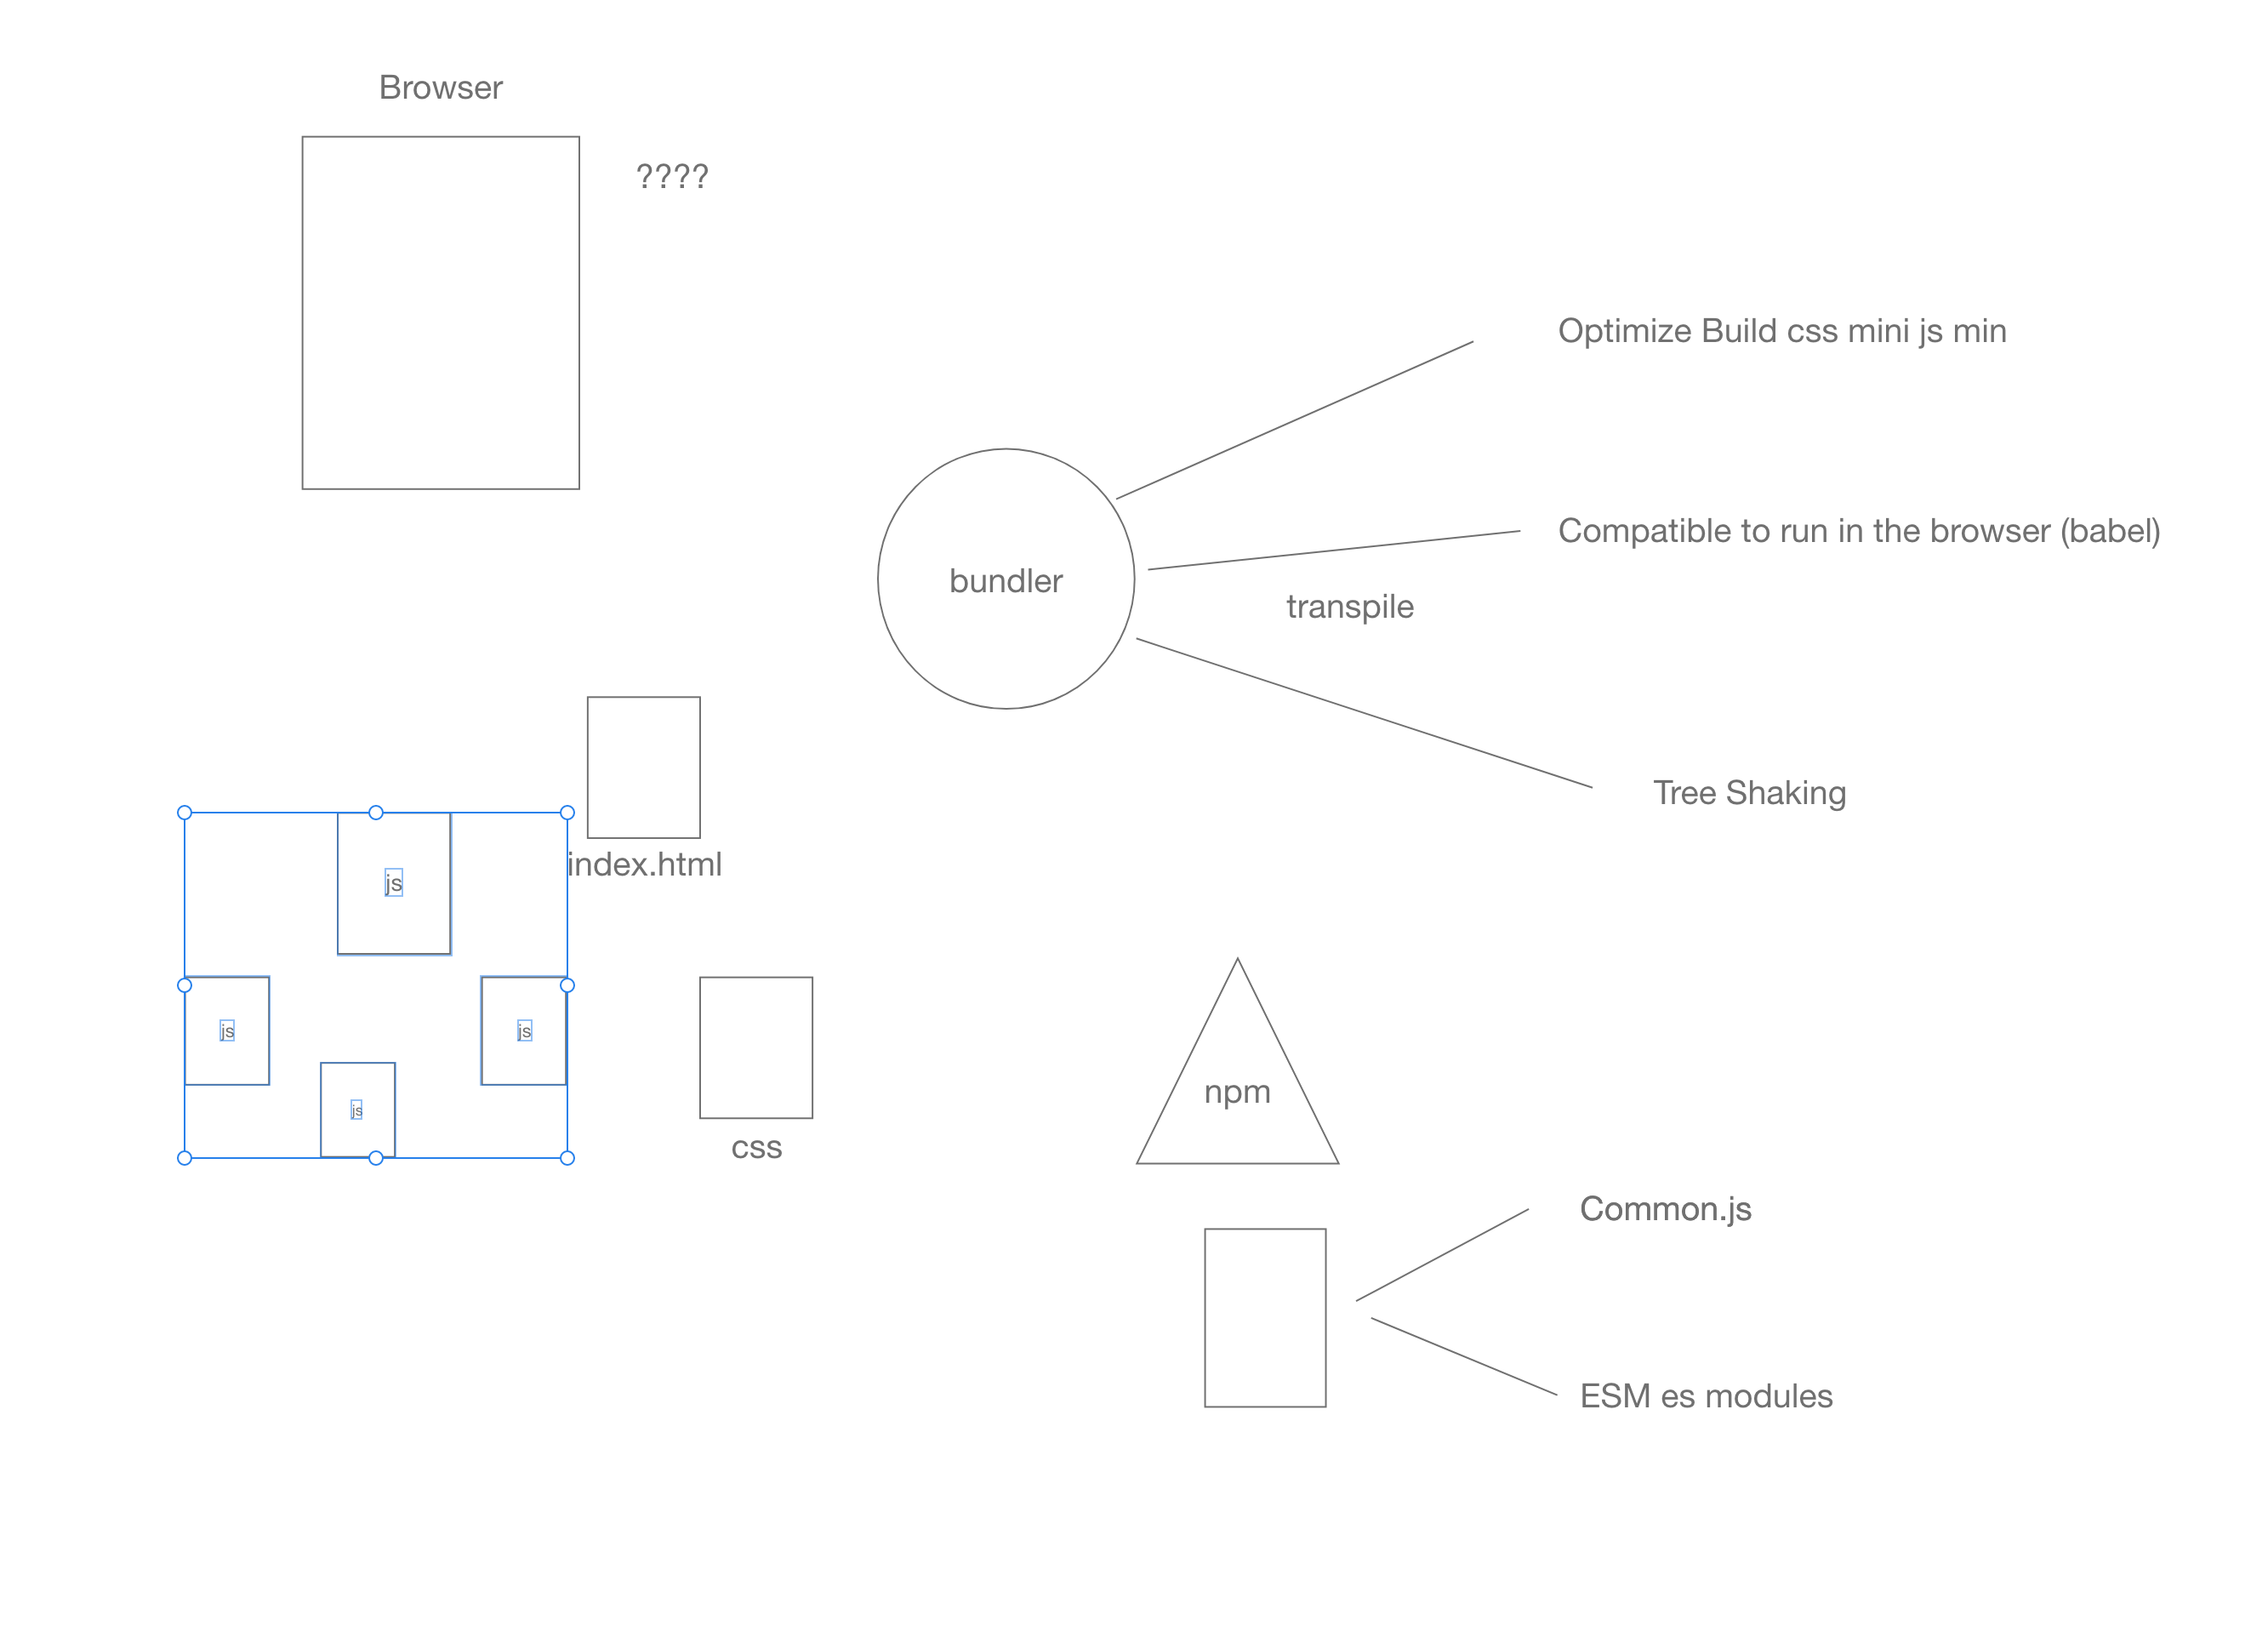 Browser
????
Optimize Build css mini js min
Compatible to run in the browser (babel)
bundler
transpile
Tree Shaking
index.html
js
js
js
js
css
npm
Common.js
ESM es modules